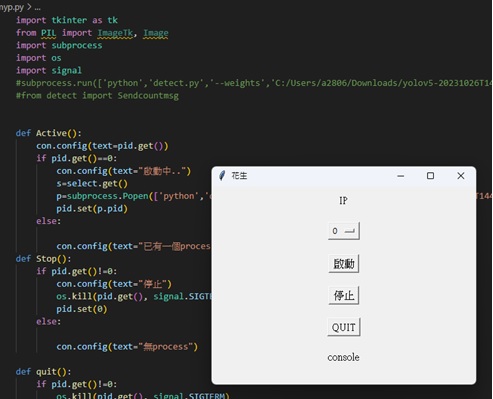 myp.py > ...
import tkinter as tk
from PIL import ImageTk, Image
import subprocess
import os
import signal
#subprocess.run(['python','detect.py','--weights','C:/Users/a2806/Downloads/yolov5-20231026T14
#from detect import Sendcountmsg
def Active():
con.config(text=pid.get())
if pid.get()==0:
con.config(text="啟動中..")
s=select.get()
p=subprocess.Popen(['python','
pid.set(p.pid)
else:
con.config(text="已有一個proces
def Stop():
if pid.get()!=0:
con.config(text="停止")
os.kill(pid.get(), signal.SIGT
pid.set(0)
else:
con.config(text="無process")
def quit():
if pid.get()!=0:
os.kill(pid.get(), signal.SIGTERM)
花生
IP
0
啟動
停止
QUIT
console